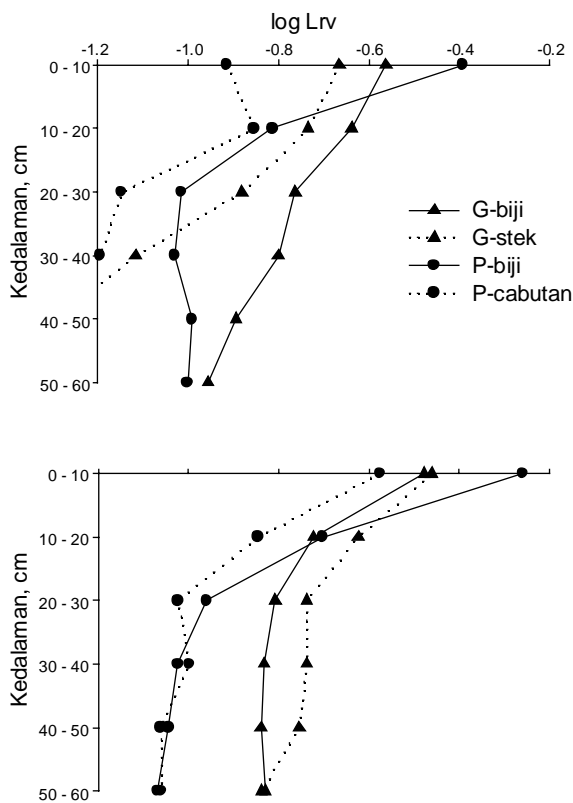 log Lrv
-1.2 -1.0 -0.8 -0.6 -0.4 -0.2
0 - 10
10 - 20
20 - 30
30 - 40
40 - 50
50 - 60
Kedalaman, cm
G-biji
G-stek
P-biji
P-cabutan
0 - 10
10 - 20
20 - 30
30 - 40
40 - 50
50 - 60
Kedalaman, cm